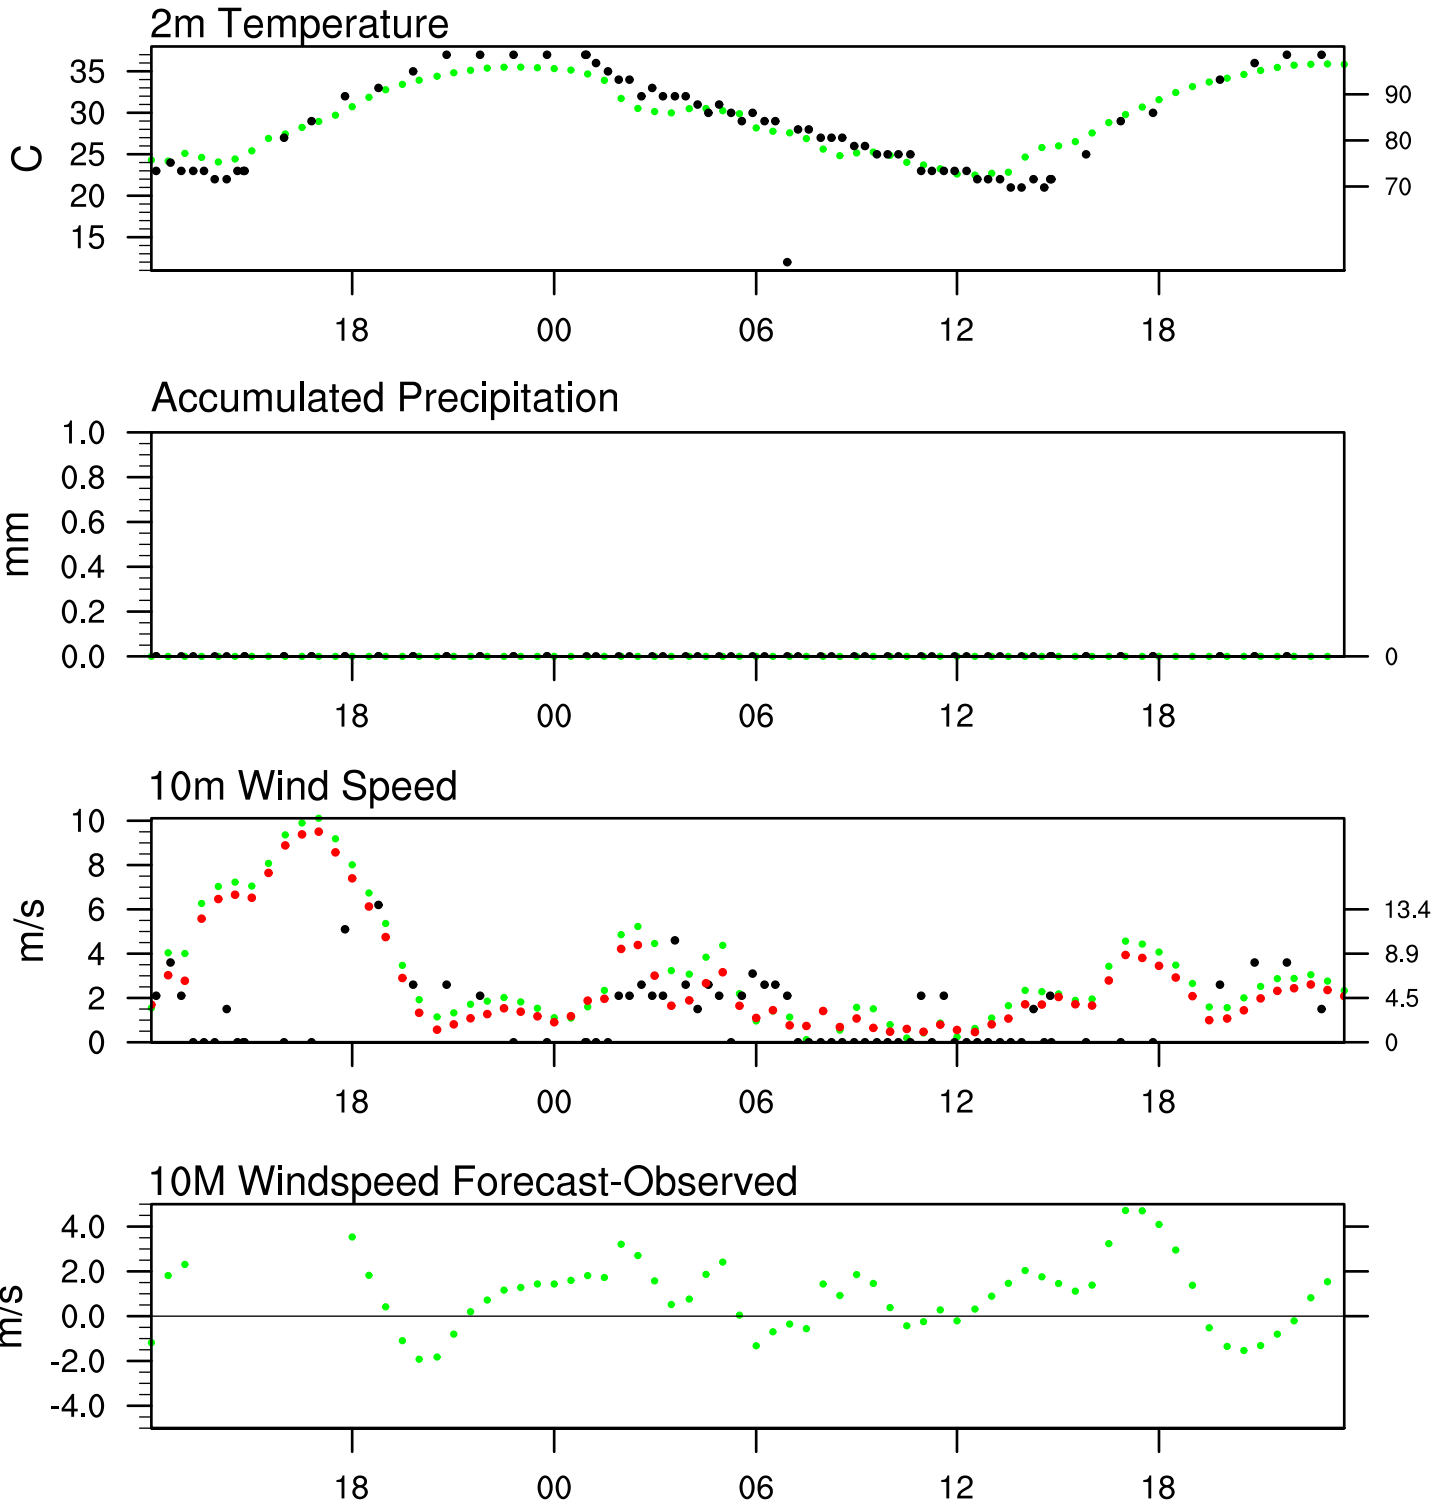 2m Temperature
35
30
25
20
15
C
90
80
70
18 00 06 12 18
Accumulated Precipitation
1.0
0.8
0.6
0.4
0.2
0.0
mm
0
18 00 06 12 18
10m Wind Speed
10
8
6
4
2
0
m/s
13.4
8.9
4.5
0
18 00 06 12 18
10M Windspeed Forecast-Observed
4.0
2.0
0.0
-2.0
-4.0
m/s
18 00 06 12 18